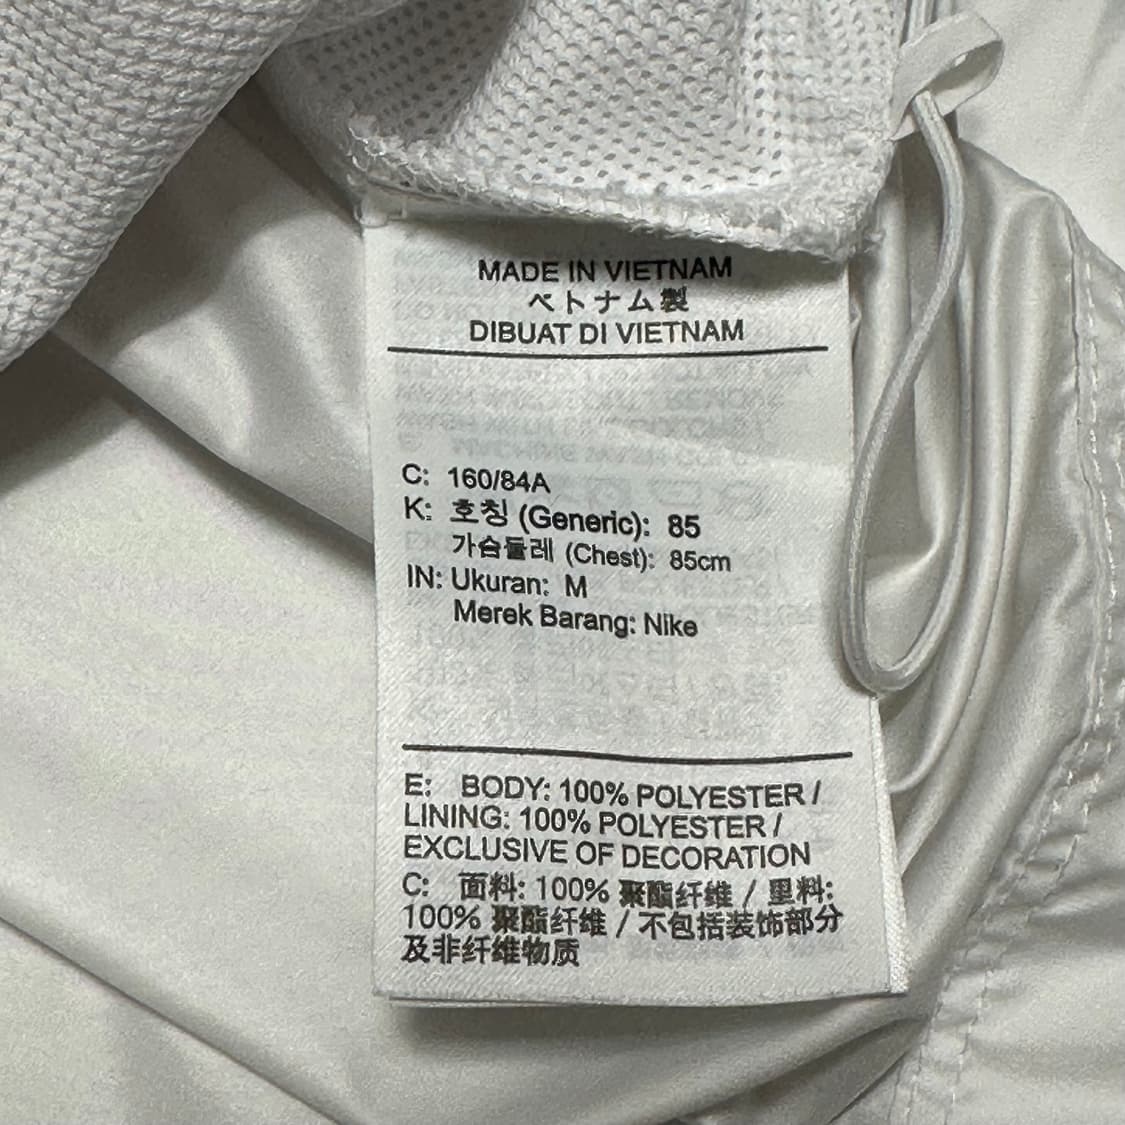 MADE IN VIETNAM
ベトナム製
DIBUAT DI VIETNAM
C: 160/84A
K: 호칭 (Generic): 85
가슴둘레 (Chest): 85cm
IN: Ukuran: M
Merek Barang: Nike
E: BODY: 100% POLYESTER /
LINING: 100% POLYESTER /
EXCLUSIVE OF DECORATION
C: 面料: 100% 聚酯纤维 / 里料:
100% 聚酯纤维 / 不包括装饰部分
及非纤维物质